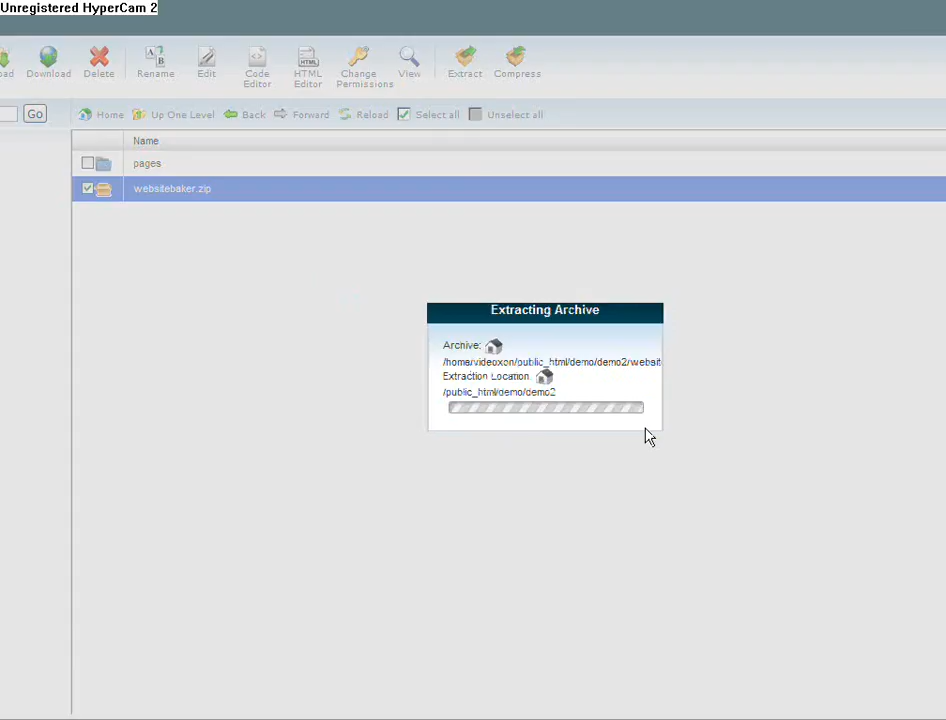 Unregistered HyperCam 2
Download Delete Rename Edit Code Editor HTML Editor Change Permissions View Extract Compress
Go Home Up One Level Back Forward Reload Select all Unselect all
Name
pages
websitebaker.zip
Extracting Archive
Archive:
/home/videoxon/public_html/demo/demo2/websit
Extraction Location
/public_html/demo/demo2